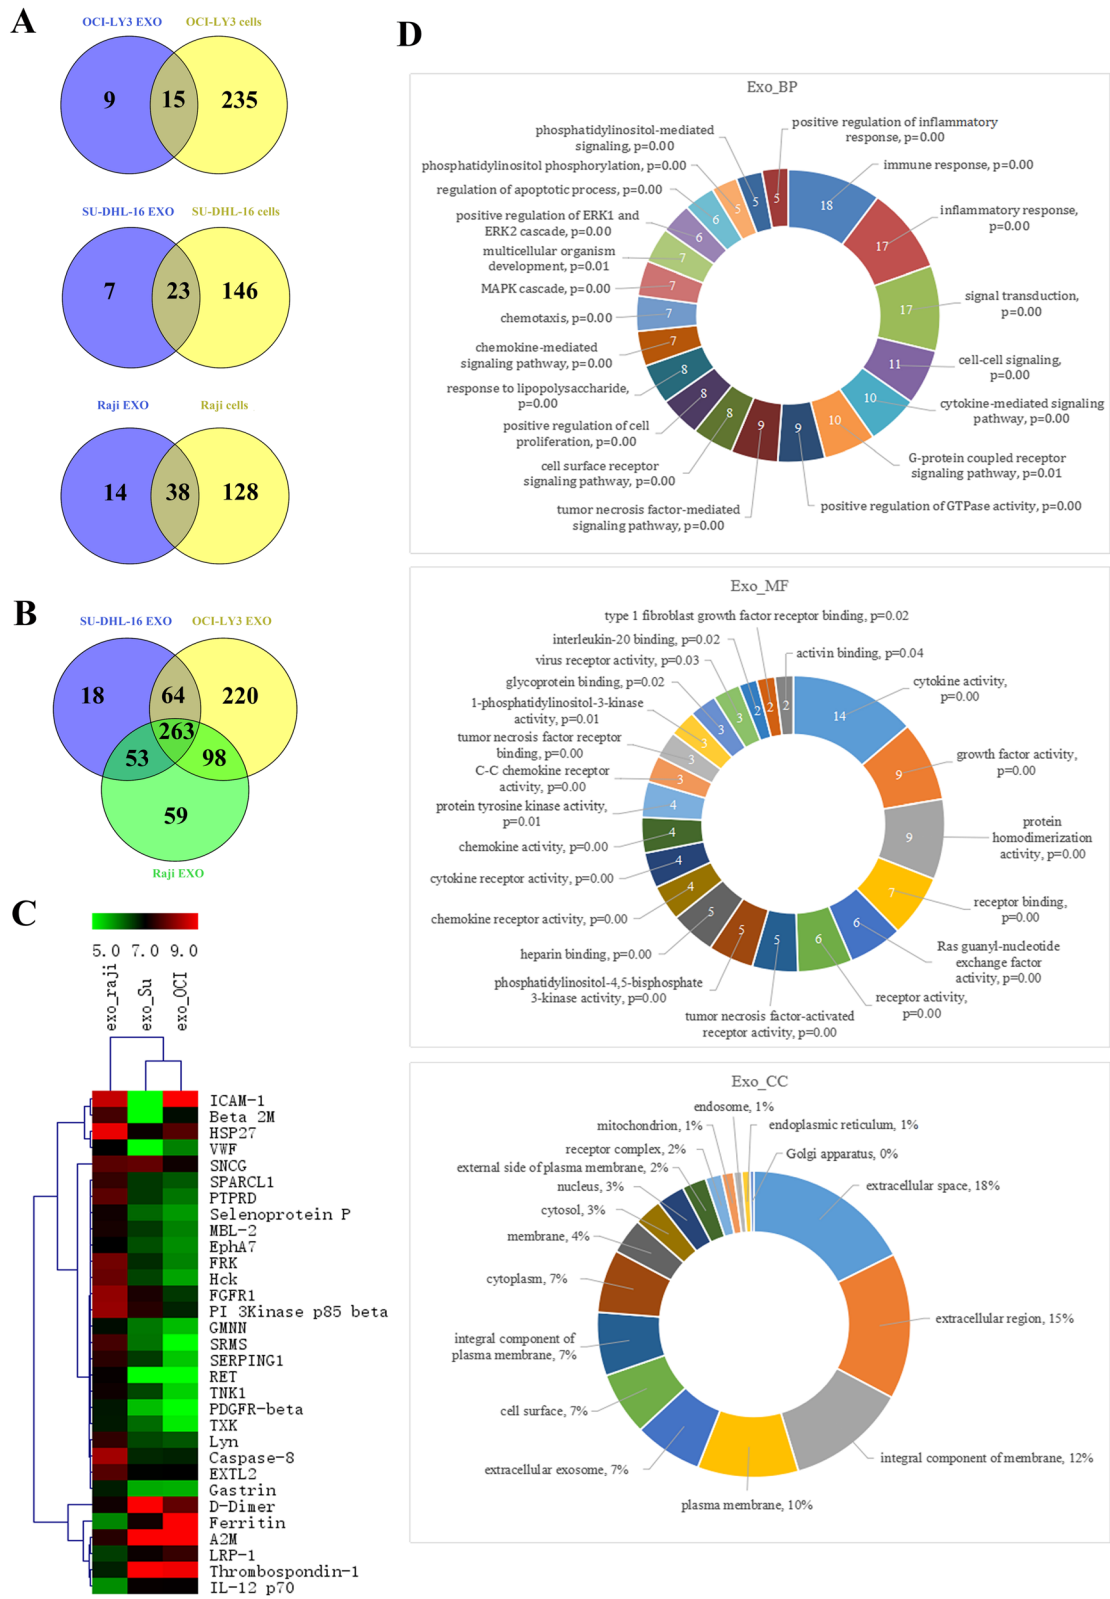 A
OCI-LY3 EXO
OCI-LY3 cells
9
15
235
SU-DHL-16 EXO
SU-DHL-16 cells
7
23
146
Raji EXO
Raji cells
14
38
128
B
SU-DHL-16 EXO
OCI-LY3 EXO
18
64
220
263
53
98
59
Raji EXO
C
5.0 7.0 9.0
exo_raji
exo_Su
exo_OCI
ICAM-1
Beta 2M
HSP27
VWF
SNCG
SPARCL1
PTPRD
Selenoprotein P
MBL-2
EphA7
FRK
Hck
FGFR1
PI 3Kinase p85 beta
GMNN
SRMS
SERPING1
RET
TNK1
PDGFR-beta
TXK
Lyn
Caspase-8
EXTL2
Gastrin
D-Dimer
Ferritin
A2M
LRP-1
Thrombospondin-1
IL-12 p70
D
Exo_BP
positive regulation of inflammatory
response, p=0.00
immune response, p=0.00
inflammatory response,
p=0.00
signal transduction,
p=0.00
cell-cell signaling,
p=0.00
cytokine-mediated signaling
pathway, p=0.00
G-protein coupled receptor
signaling pathway, p=0.01
positive regulation of GTPase activity, p=0.00
tumor necrosis factor-mediated
signaling pathway, p=0.00
cell surface receptor
signaling pathway, p=0.00
positive regulation of cell
proliferation, p=0.00
response to lipopolysaccharide,
p=0.00
chemokine-mediated
signaling pathway, p=0.00
chemotaxis, p=0.00
MAPK cascade, p=0.00
multicellular organism
development, p=0.01
positive regulation of ERK1 and
ERK2 cascade, p=0.00
regulation of apoptotic process, p=0.00
phosphatidylinositol phosphorylation, p=0.00
phosphatidylinositol-mediated
signaling, p=0.00
18
17
17
11
10
10
9
9
8
8
8
7
7
7
7
6
6
5
5
5
Exo_MF
type 1 fibroblast growth factor receptor binding, p=0.02
activin binding, p=0.04
cytokine activity,
p=0.00
growth factor activity,
p=0.00
protein
homodimerization
activity, p=0.00
receptor binding,
p=0.00
Ras guanyl-nucleotide
exchange factor
activity, p=0.00
receptor activity,
p=0.00
tumor necrosis factor-activated
receptor activity, p=0.00
phosphatidylinositol-4,5-bisphosphate
3-kinase activity, p=0.00
heparin binding, p=0.00
chemokine receptor activity, p=0.00
cytokine receptor activity, p=0.00
chemokine activity, p=0.00
protein tyrosine kinase activity,
p=0.01
C-C chemokine receptor
activity, p=0.00
tumor necrosis factor receptor
binding, p=0.00
1-phosphatidylinositol-3-kinase
activity, p=0.01
glycoprotein binding, p=0.02
virus receptor activity, p=0.03
interleukin-20 binding, p=0.02
14
9
9
7
6
6
5
5
5
4
4
4
4
3
3
3
3
3
2
2
2
Exo_CC
endosome, 1%
endoplasmic reticulum, 1%
Golgi apparatus, 0%
extracellular space, 18%
extracellular region, 15%
integral component of membrane, 12%
plasma membrane, 10%
extracellular exosome, 7%
cell surface, 7%
integral component of
plasma membrane, 7%
cytoplasm, 7%
membrane, 4%
cytosol, 3%
nucleus, 3%
external side of plasma membrane, 2%
receptor complex, 2%
mitochondrion, 1%